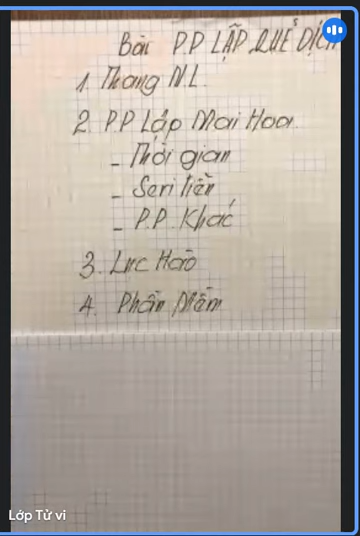 Bài PP LẬP QUẺ DỊCH
1. Thang N.L.
2. P.P Lập Mai Hoa.
- Thời gian
- Seri tiền
- P.P. Khác
3. Lục Hào
4. Phần Mềm
Lớp Tử vi